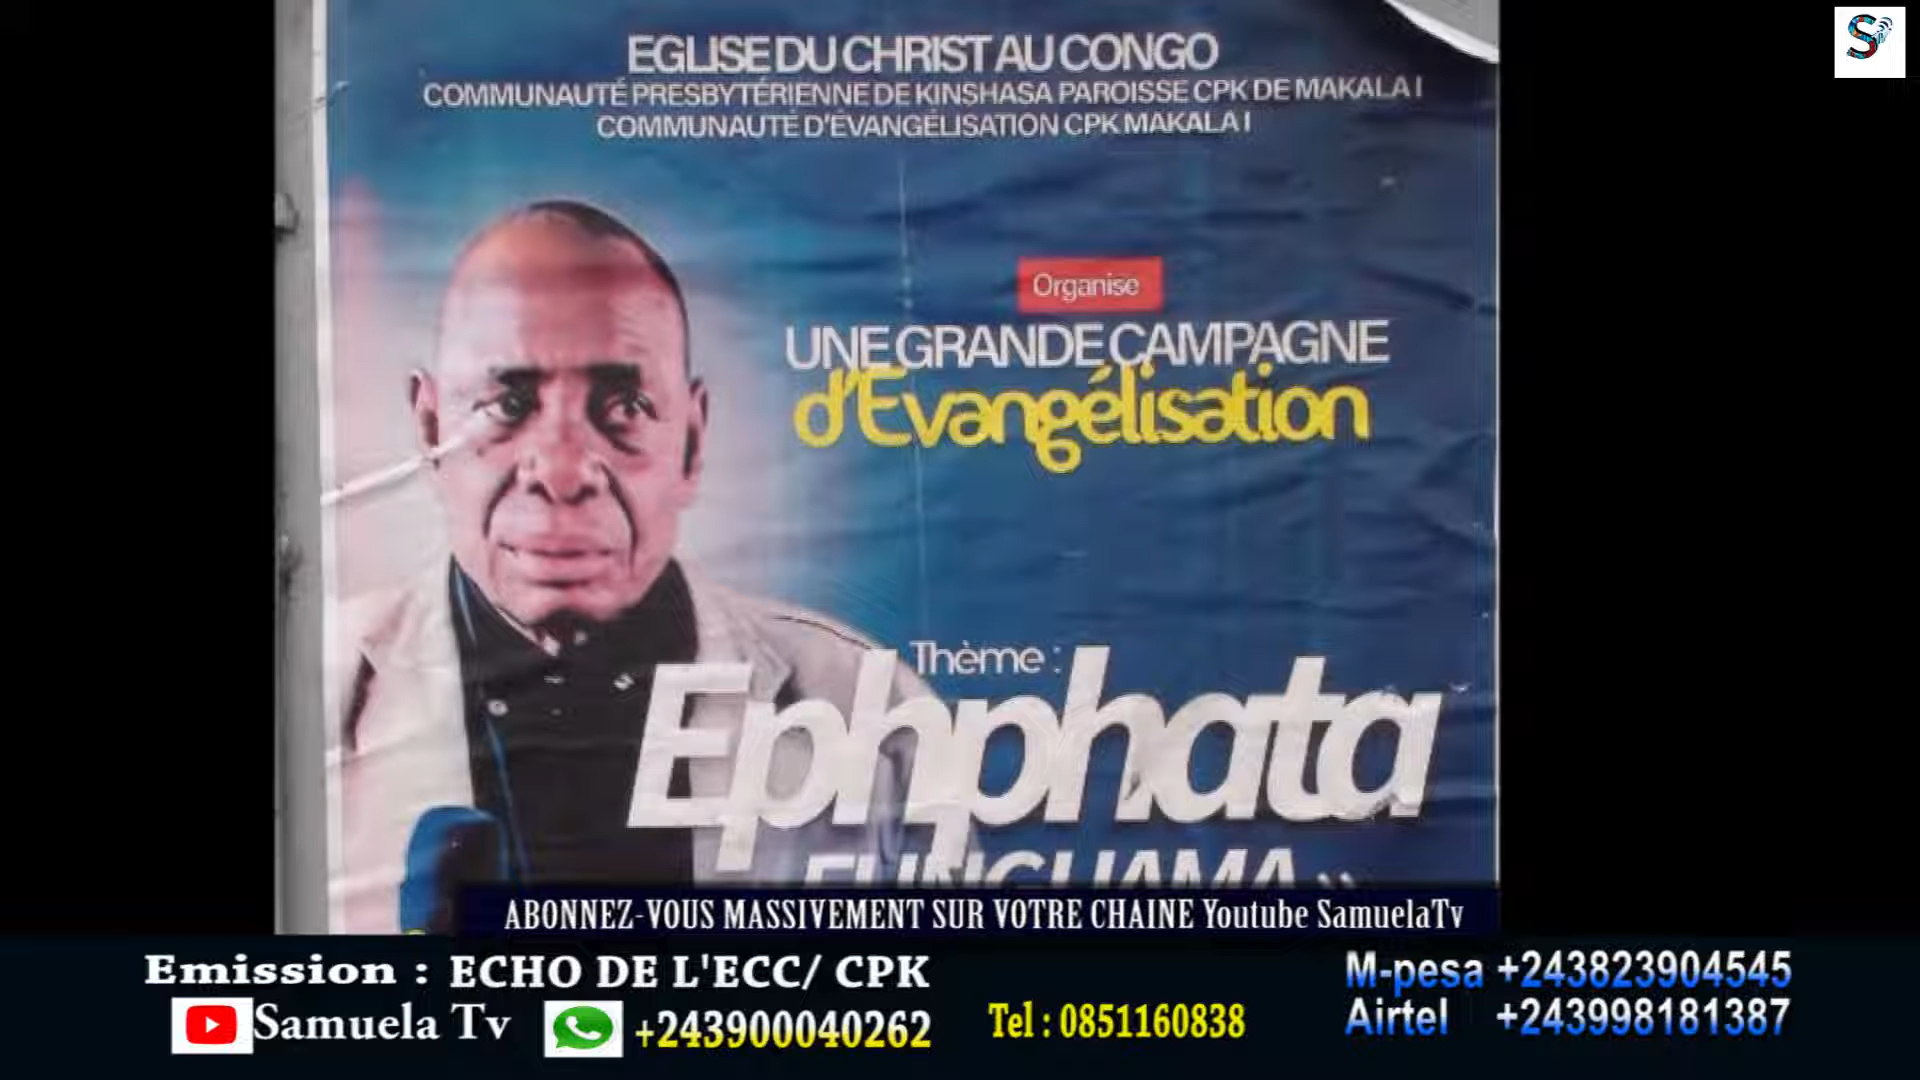 EGLISE DU CHRIST AU CONGO
COMMUNAUTÉ PRESBYTÉRIENNE DE KINSHASA PAROISSE CPK DE MAKALA I
COMMUNAUTÉ D'ÉVANGÉLISATION CPK MAKALA I
Organise
UNE GRANDE CAMPAGNE
d'Evangélisation
Thème :
Ephphata
ABONNEZ-VOUS MASSIVEMENT SUR VOTRE CHAINE Youtube SamuelaTv
Emission : ECHO DE L'ECC/ CPK
Samuela Tv
+243900040262
Tel : 0851160838
M-pesa +243823904545
Airtel +243998181387